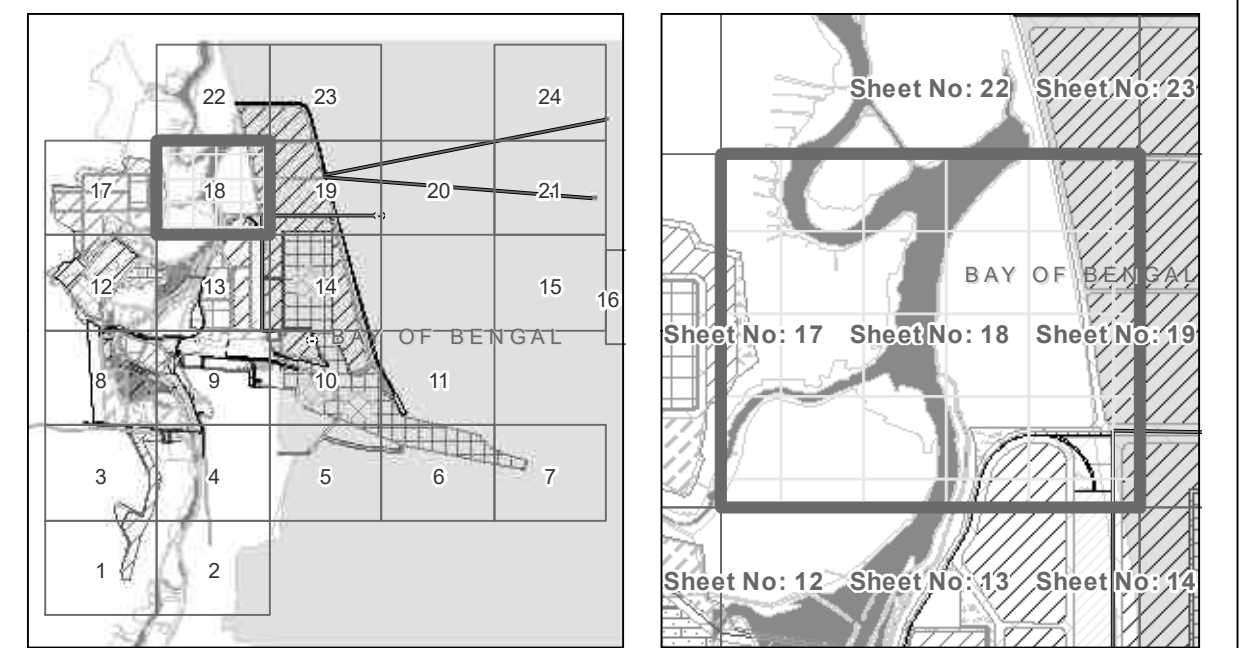 22 23 24
17 18 19 20 21
12 13 14 15 16
BAY OF BENGAL
8 9 10 11
3 4 5 6 7
1 2
Sheet No: 22 Sheet No: 23
BAY OF BENGAL
Sheet No: 17 Sheet No: 18 Sheet No: 19
Sheet No: 12 Sheet No: 13 Sheet No: 14